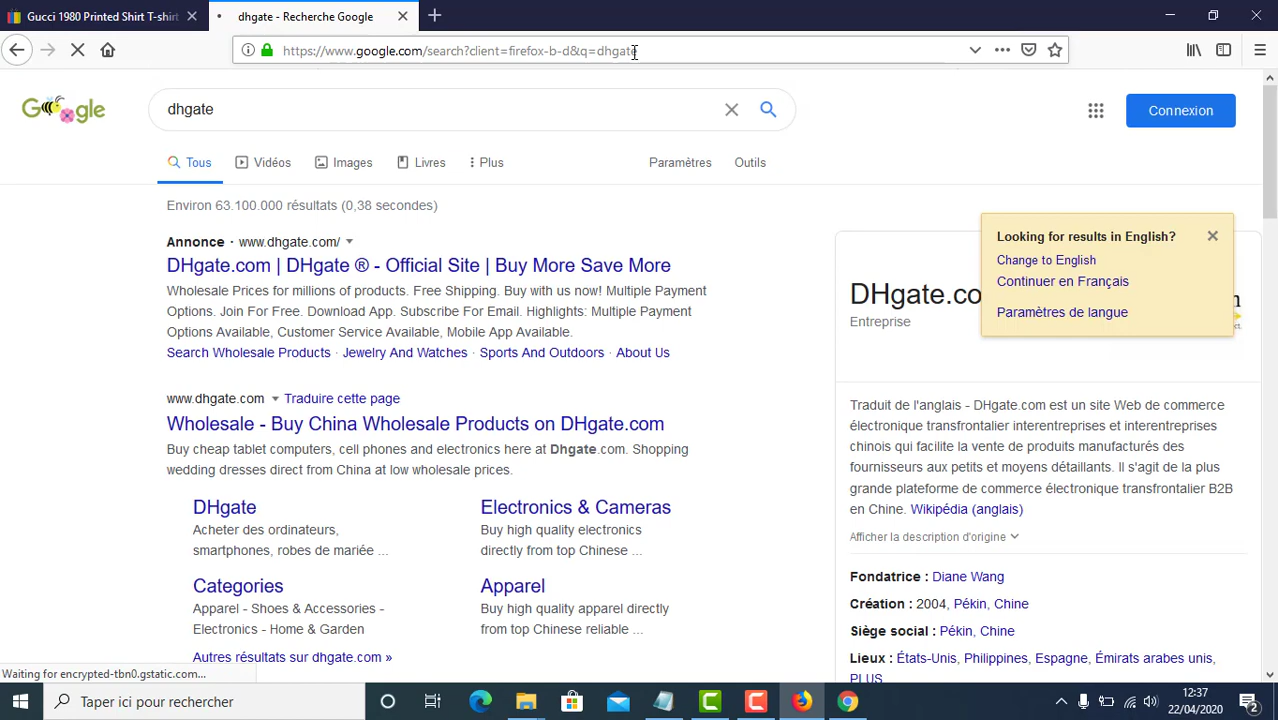 Gucci 1980 Printed Shirt T-shirt
dhgate - Recherche Google
https://www.google.com/search?client=firefox-b-d&q=dhgate
Google
dhgate
Connexion
Tous
Vidéos
Images
Livres
Plus
Paramètres
Outils
Environ 63.100.000 résultats (0,38 secondes)
Annonce · www.dhgate.com/
DHgate.com | DHgate ® - Official Site | Buy More Save More
Wholesale Prices for millions of products. Free Shipping. Buy with us now! Multiple Payment
Options. Join For Free. Download App. Subscribe For Email. Highlights: Multiple Payment
Options Available, Customer Service Available, Mobile App Available.
Search Wholesale Products · Jewelry And Watches · Sports And Outdoors · About Us
www.dhgate.com Traduire cette page
Wholesale - Buy China Wholesale Products on DHgate.com
Buy cheap tablet computers, cell phones and electronics here at Dhgate.com. Shopping
wedding dresses direct from China at low wholesale prices.
DHgate
Acheter des ordinateurs,
smartphones, robes de mariée ...
Electronics & Cameras
Buy high quality electronics
directly from top Chinese ...
Categories
Apparel - Shoes & Accessories -
Electronics - Home & Garden
Apparel
Buy high quality apparel directly
from top Chinese reliable ...
Autres résultats sur dhgate.com »
Looking for results in English?
Change to English
Continuer en Français
Paramètres de langue
DHgate.co
Entreprise
Traduit de l'anglais - DHgate.com est un site Web de commerce
électronique transfrontalier interentreprises et interentreprises
chinois qui facilite la vente de produits manufacturés des
fournisseurs aux petits et moyens détaillants. Il s'agit de la plus
grande plateforme de commerce électronique transfrontalier B2B
en Chine. Wikipédia (anglais)
Afficher la description d'origine
Fondatrice : Diane Wang
Création : 2004, Pékin, Chine
Siège social : Pékin, Chine
Lieux : États-Unis, Philippines, Espagne, Émirats arabes unis,
PLUS
Waiting for encrypted-tbn0.gstatic.com...
Taper ici pour rechercher
12:37
22/04/2020
2